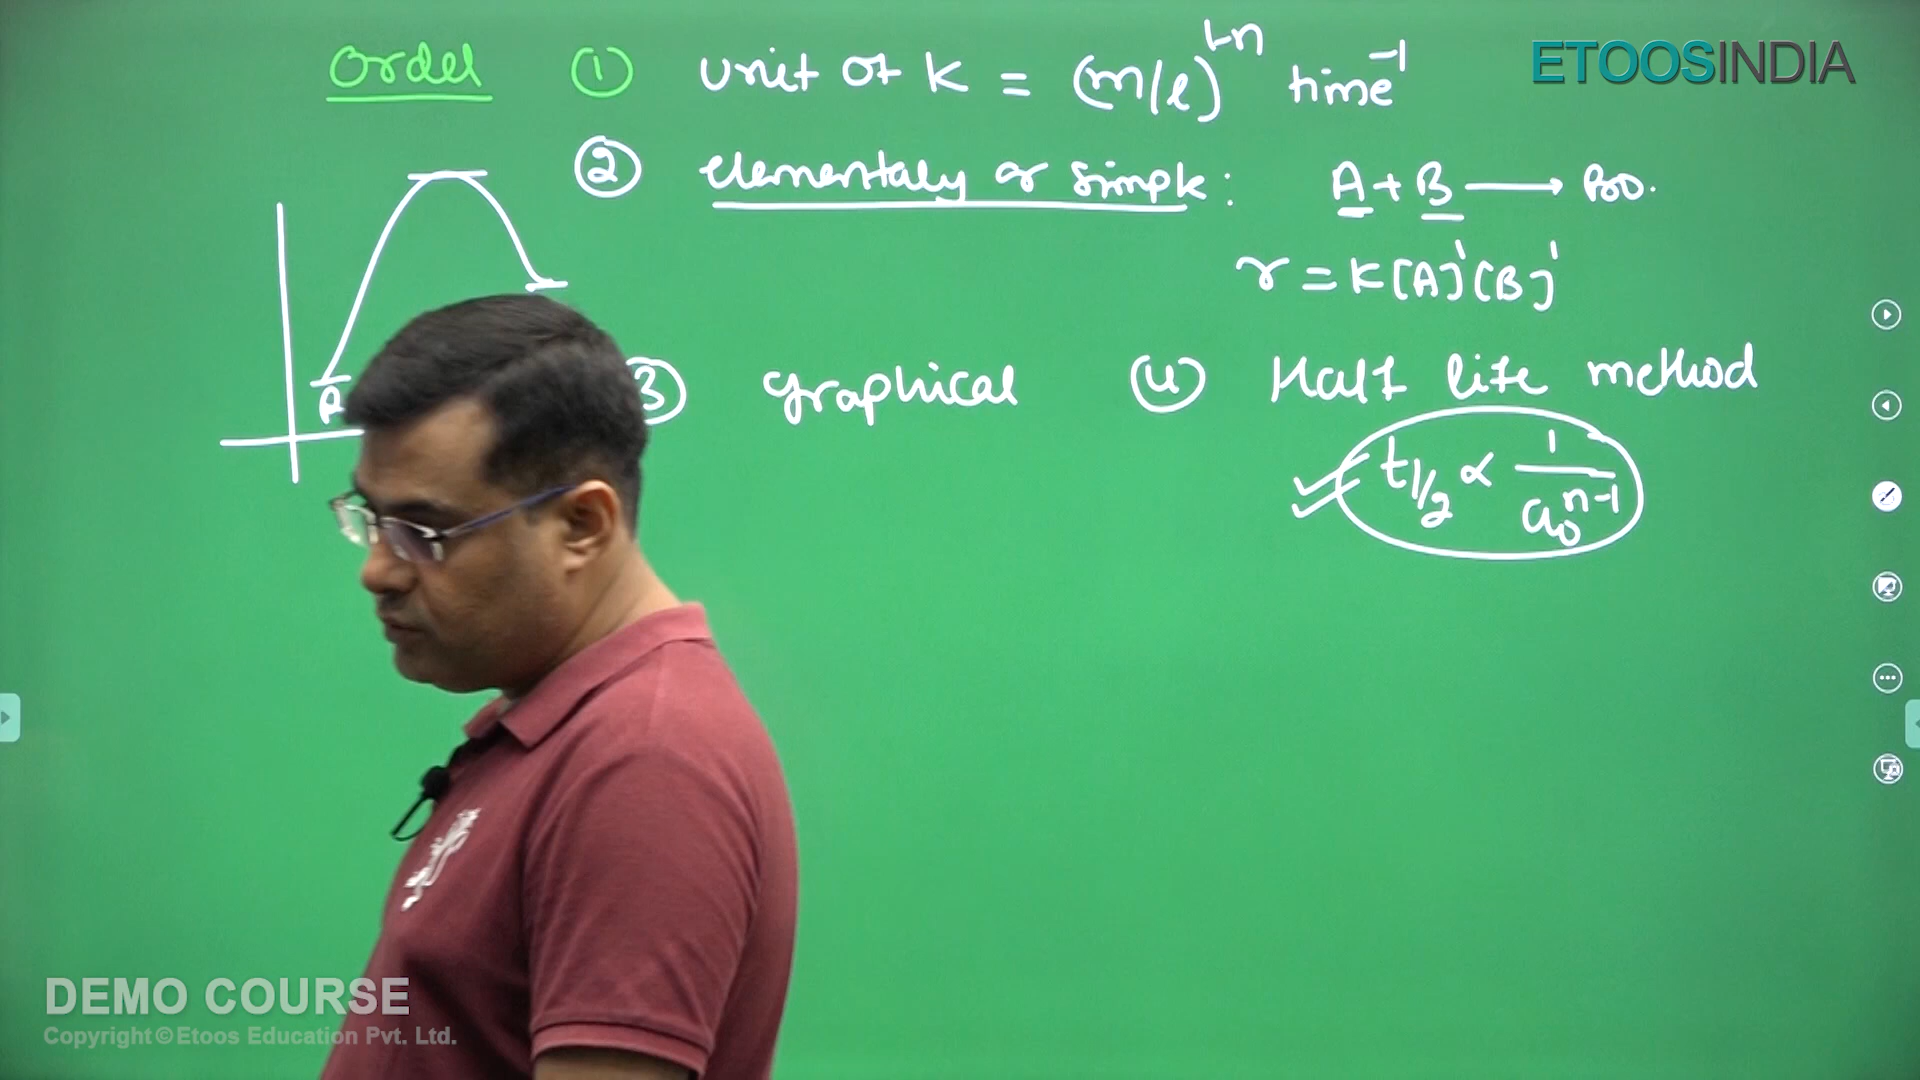 Order ① unit of K = (m/l)^1-n time^-1
ETOOSINDIA
② elementary or simple : A + B ⟶ Pro.
r = K[A]^1[B]^1
③ graphical ④ Half life method
t1/2 ∝ 1/a0^n-1
DEMO COURSE
Copyright © Etoos Education Pvt. Ltd.